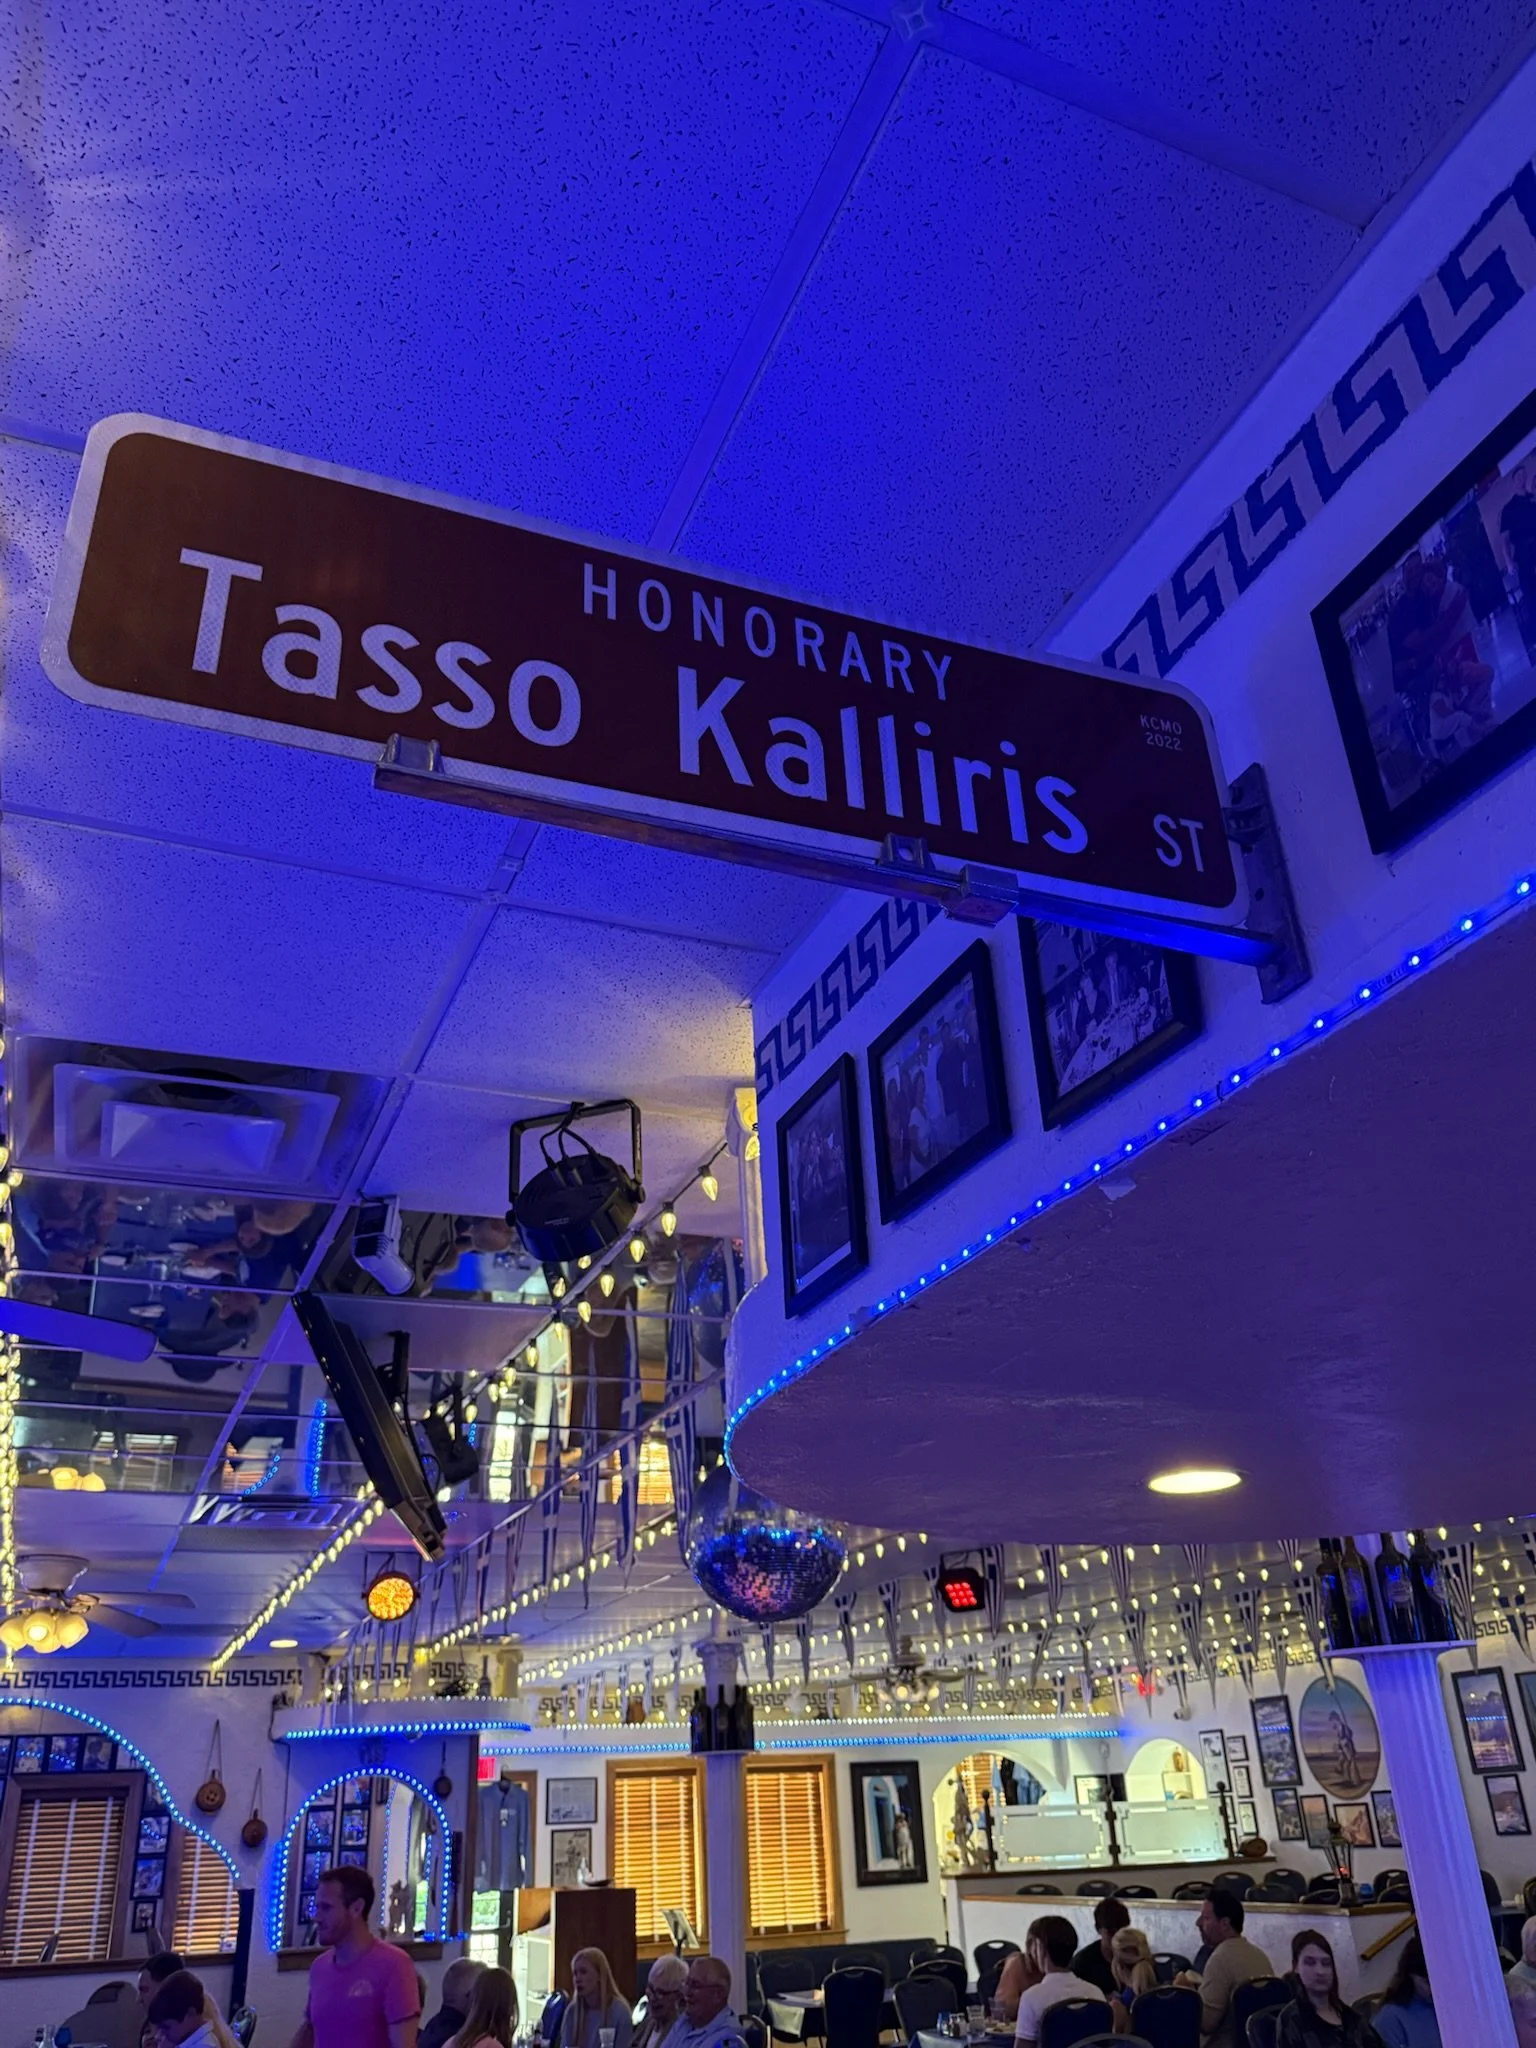 HONORARY
Tasso Kalliris ST
KCMO
2022